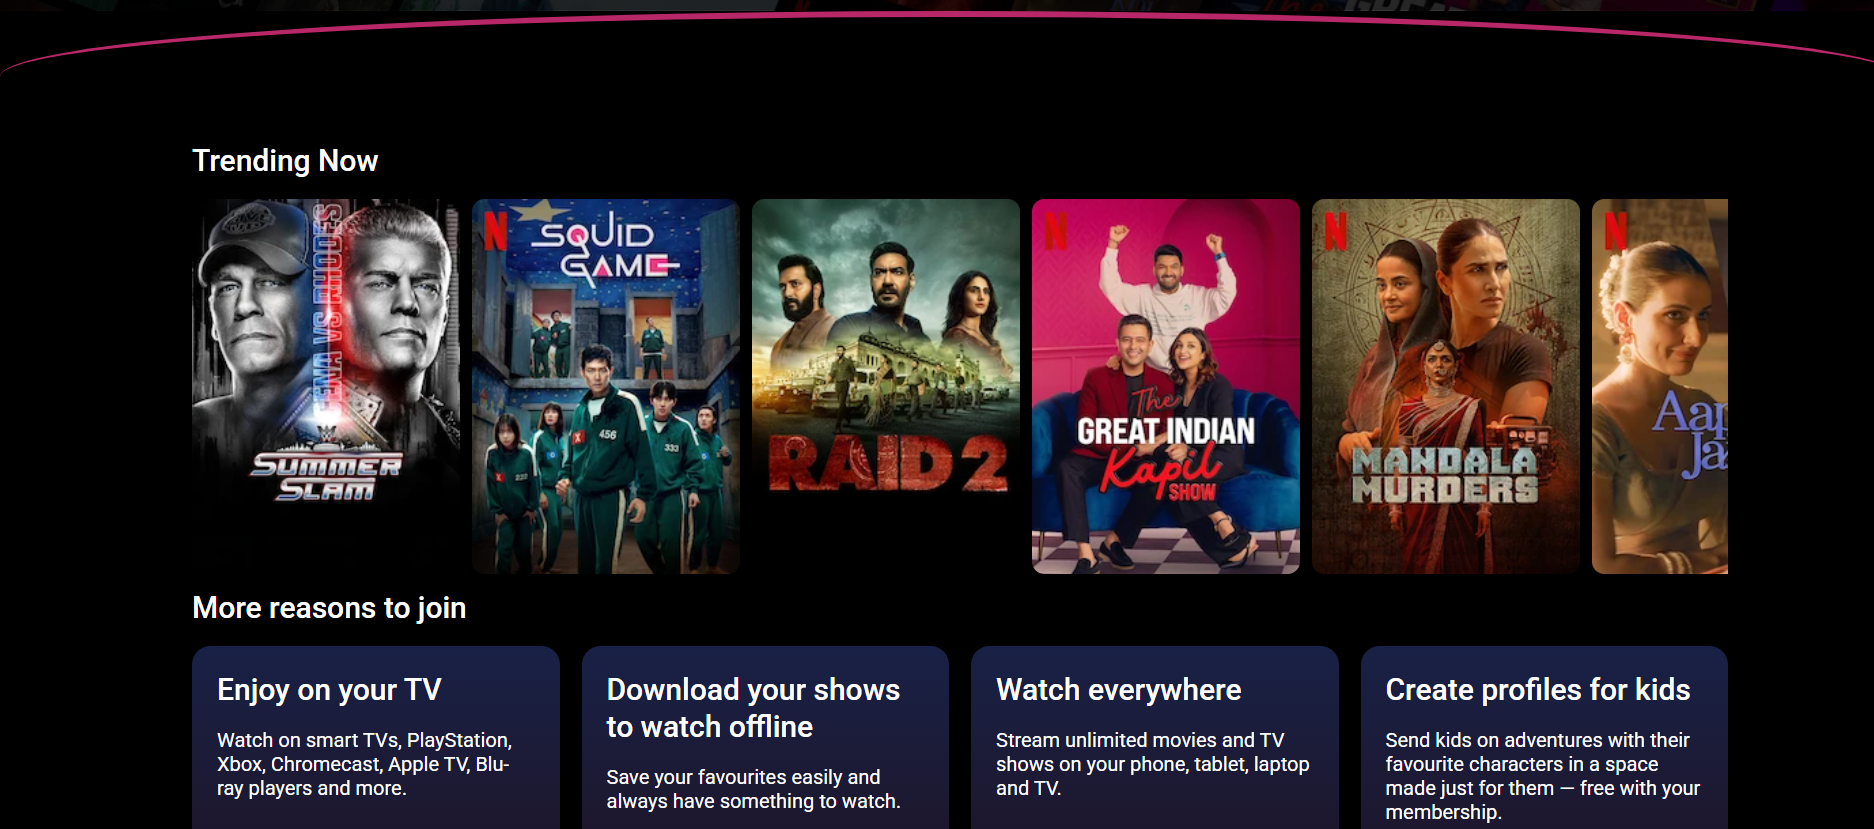 Trending Now
CENA VS RHODES
SUMMER
SLAM
N
SQUID
GAME
456
333
222
RAID 2
N
The
GREAT INDIAN
Kapil
SHOW
N
MANDALA
MURDERS
N
Aap
Ja
More reasons to join
Enjoy on your TV
Watch on smart TVs, PlayStation,
Xbox, Chromecast, Apple TV, Blu-
ray players and more.
Download your shows
to watch offline
Save your favourites easily and
always have something to watch.
Watch everywhere
Stream unlimited movies and TV
shows on your phone, tablet, laptop
and TV.
Create profiles for kids
Send kids on adventures with their
favourite characters in a space
made just for them — free with your
membership.